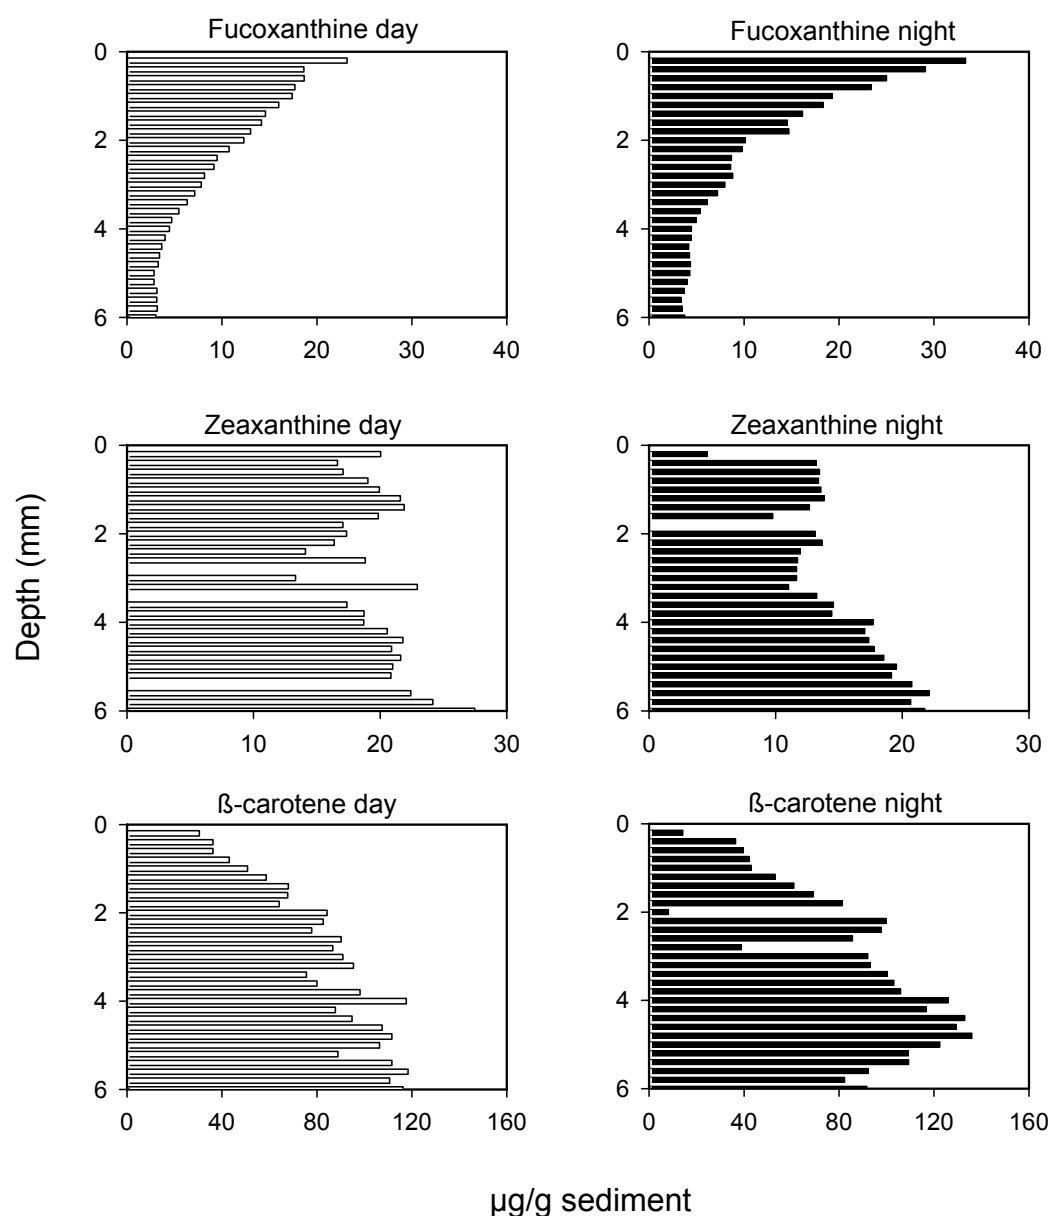 Fucoxanthine day
Fucoxanthine night
0
2
4
6
0 10 20 30 40
0
2
4
6
0 10 20 30 40
Zeaxanthine day
Zeaxanthine night
0
2
4
6
0 10 20 30
0
2
4
6
0 10 20 30
Depth (mm)
ß-carotene day
ß-carotene night
0
2
4
6
0 40 80 120 160
0
2
4
6
0 40 80 120 160
µg/g sediment